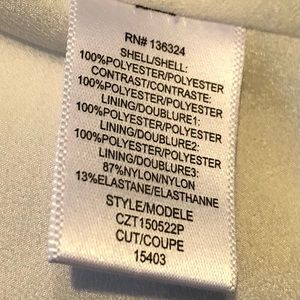 RN# 136324
SHELL/SHELL:
100%POLYESTER/POLYESTER
CONTRAST/CONTRASTE:
100%POLYESTER/POLYESTER
LINING/DOUBLURE1:
100%POLYESTER/POLYESTER
LINING/DOUBLURE2:
100%POLYESTER/POLYESTER
LINING/DOUBLURE3:
87%NYLON/NYLON
13%ELASTANE/ELASTHANNE
STYLE/MODELE
CZT150522P
CUT/COUPE
15403